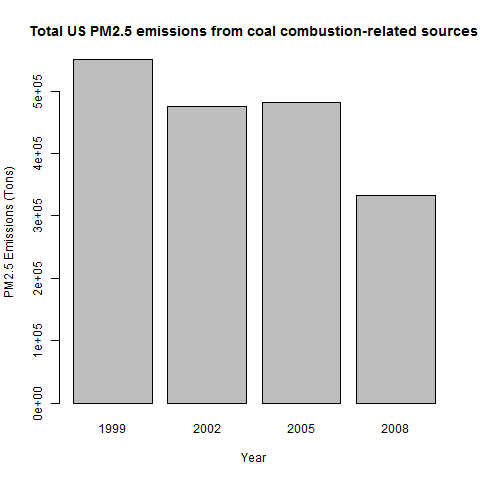 Total US PM2.5 emissions from coal combustion-related sources
PM2.5 Emissions (Tons)
5e+05
4e+05
3e+05
2e+05
1e+05
0e+00
1999 2002 2005 2008
Year